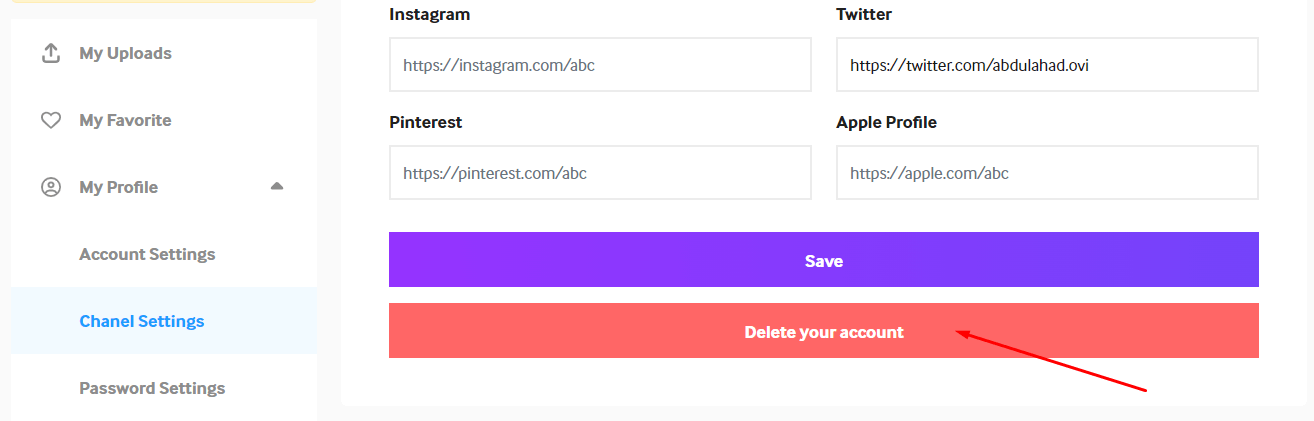 My Uploads
My Favorite
My Profile
Account Settings
Chanel Settings
Password Settings
Instagram
Twitter
https://instagram.com/abc
https://twitter.com/abdulahad.ovi
Pinterest
Apple Profile
https://pinterest.com/abc
https://apple.com/abc
Save
Delete your account